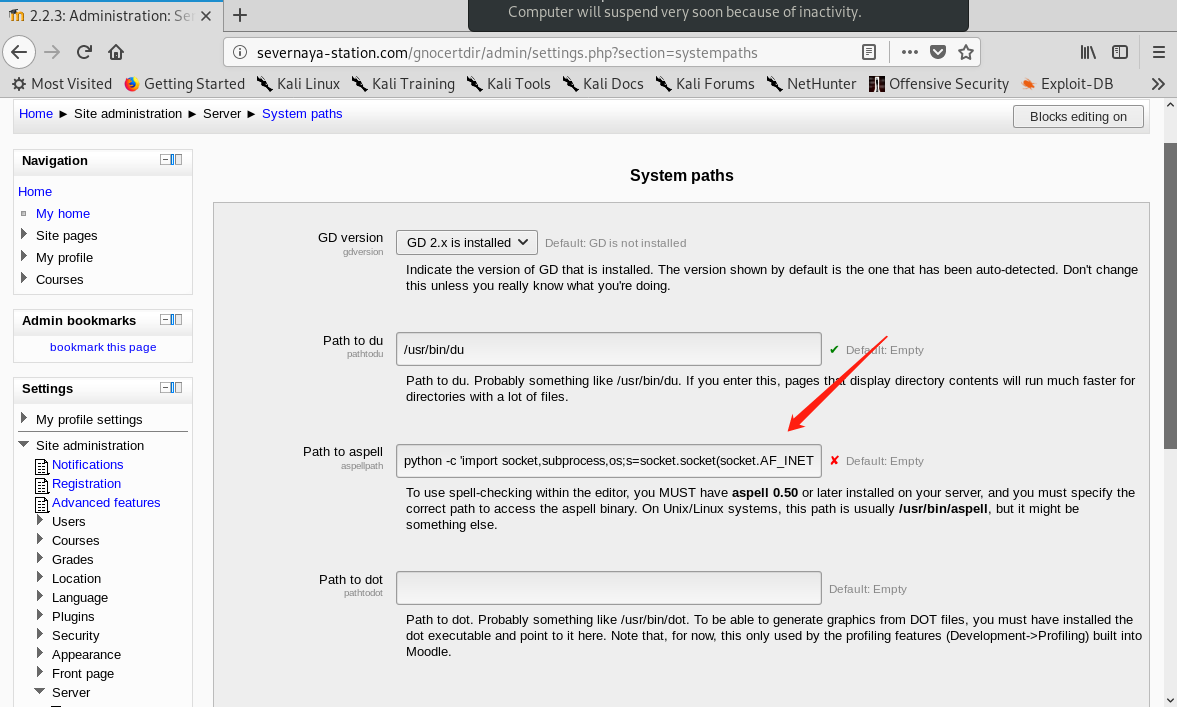 Computer will suspend very soon because of inactivity.
2.2.3: Administration: Se
severnaya-station.com/gnocertdir/admin/settings.php?section=systempaths
Most Visited Getting Started Kali Linux Kali Training Kali Tools Kali Docs Kali Forums NetHunter Offensive Security Exploit-DB
Home ► Site administration ► Server ► System paths
Blocks editing on
Navigation
Home
My home
Site pages
My profile
Courses
Admin bookmarks
bookmark this page
Settings
My profile settings
Site administration
Notifications
Registration
Advanced features
Users
Courses
Grades
Location
Language
Plugins
Security
Appearance
Front page
Server
System paths
GD version
gdversion
GD 2.x is installed
Default: GD is not installed
Indicate the version of GD that is installed. The version shown by default is the one that has been auto-detected. Don't change
this unless you really know what you're doing.
Path to du
pathtodu
/usr/bin/du
✔ Default: Empty
Path to du. Probably something like /usr/bin/du. If you enter this, pages that display directory contents will run much faster for
directories with a lot of files.
Path to aspell
aspellpath
python -c 'import socket,subprocess,os;s=socket.socket(socket.AF_INET
✘ Default: Empty
To use spell-checking within the editor, you MUST have aspell 0.50 or later installed on your server, and you must specify the
correct path to access the aspell binary. On Unix/Linux systems, this path is usually /usr/bin/aspell, but it might be
something else.
Path to dot
pathtodot
Default: Empty
Path to dot. Probably something like /usr/bin/dot. To be able to generate graphics from DOT files, you must have installed the
dot executable and point to it here. Note that, for now, this only used by the profiling features (Development->Profiling) built into
Moodle.